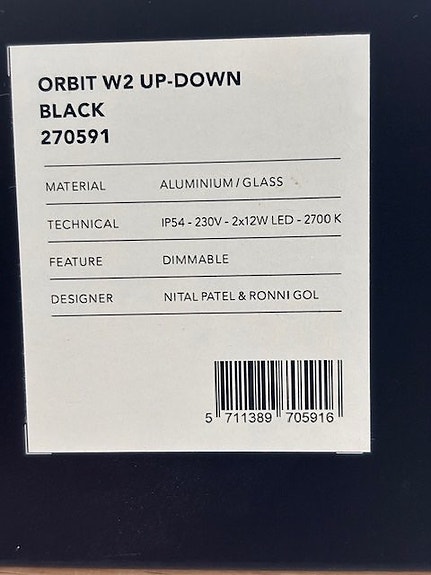 ORBIT W2 UP-DOWN
BLACK
270591
MATERIAL ALUMINIUM / GLASS
TECHNICAL IP54 - 230V - 2x12W LED - 2700 K
FEATURE DIMMABLE
DESIGNER NITAL PATEL & RONNI GOL
5 711389 705916